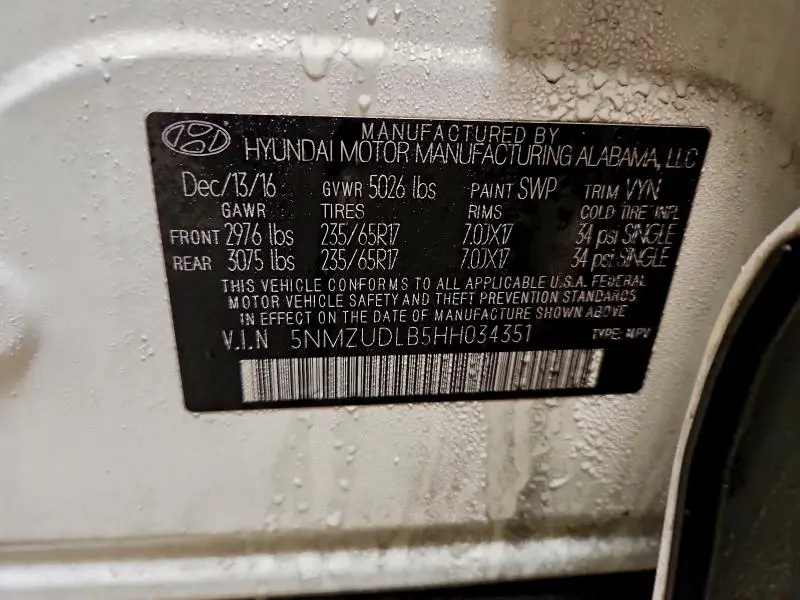 MANUFACTURED BY
HYUNDAI MOTOR MANUFACTURING ALABAMA, LLC
Dec/13/16 GVWR 5026 lbs PAINT SWP TRIM VYN
GAWR TIRES RIMS COLD TIRE INFL
FRONT 2976 lbs 235/65R17 7.0JX17 34 psi SINGLE
REAR 3075 lbs 235/65R17 7.0JX17 34 psi SINGLE
THIS VEHICLE CONFORMS TO ALL APPLICABLE U.S.A. FEDERAL
MOTOR VEHICLE SAFETY AND THEFT PREVENTION STANDARDS
IN EFFECT ON THE DATE OF MANUFACTURE SHOWN ABOVE
V.I.N 5NMZUDLB5HH034351 TYPE: MPV